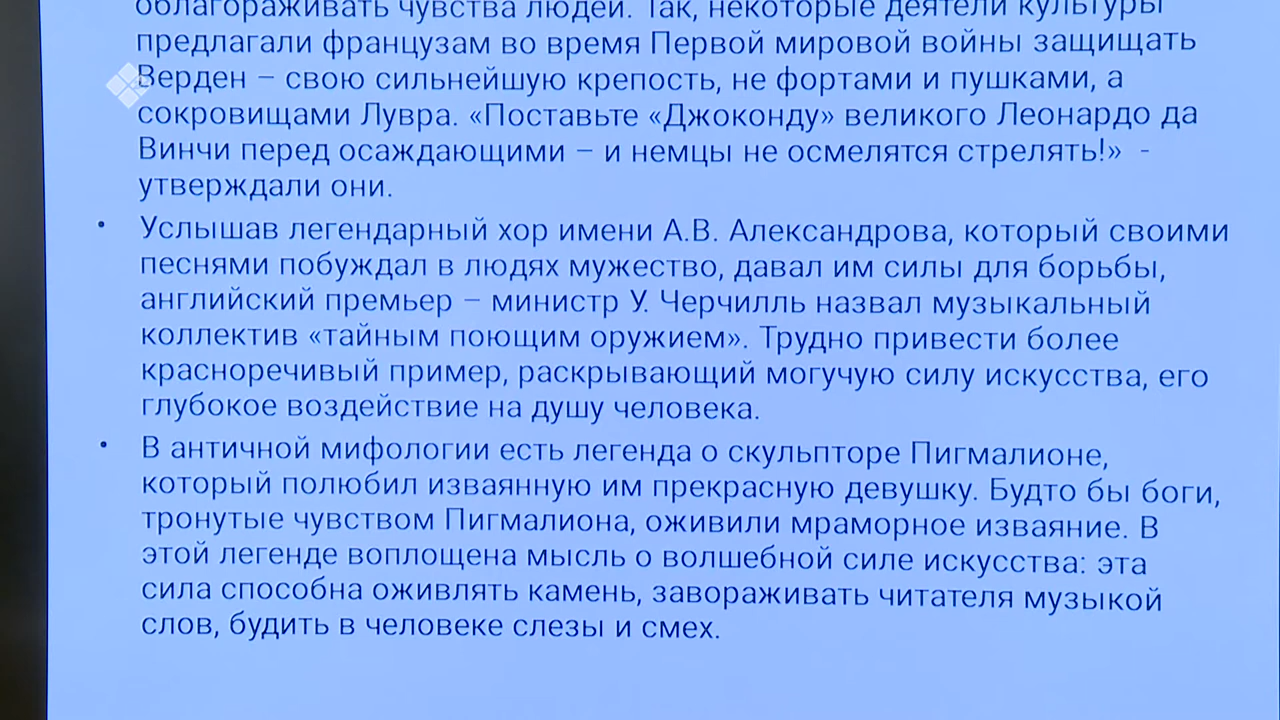 облагораживать чувства людей. Так, некоторые деятели культуры
предлагали французам во время Первой мировой войны защищать
Верден – свою сильнейшую крепость, не фортами и пушками, а
сокровищами Лувра. «Поставьте «Джоконду» великого Леонардо да
Винчи перед осаждающими – и немцы не осмелятся стрелять!»  -
утверждали они.
• Услышав легендарный хор имени А.В. Александрова, который своими
песнями побуждал в людях мужество, давал им силы для борьбы,
английский премьер – министр У. Черчилль назвал музыкальный
коллектив «тайным поющим оружием». Трудно привести более
красноречивый пример, раскрывающий могучую силу искусства, его
глубокое воздействие на душу человека.
• В античной мифологии есть легенда о скульпторе Пигмалионе,
который полюбил изваянную им прекрасную девушку. Будто бы боги,
тронутые чувством Пигмалиона, оживили мраморное изваяние. В
этой легенде воплощена мысль о волшебной силе искусства: эта
сила способна оживлять камень, завораживать читателя музыкой
слов, будить в человеке слезы и смех.